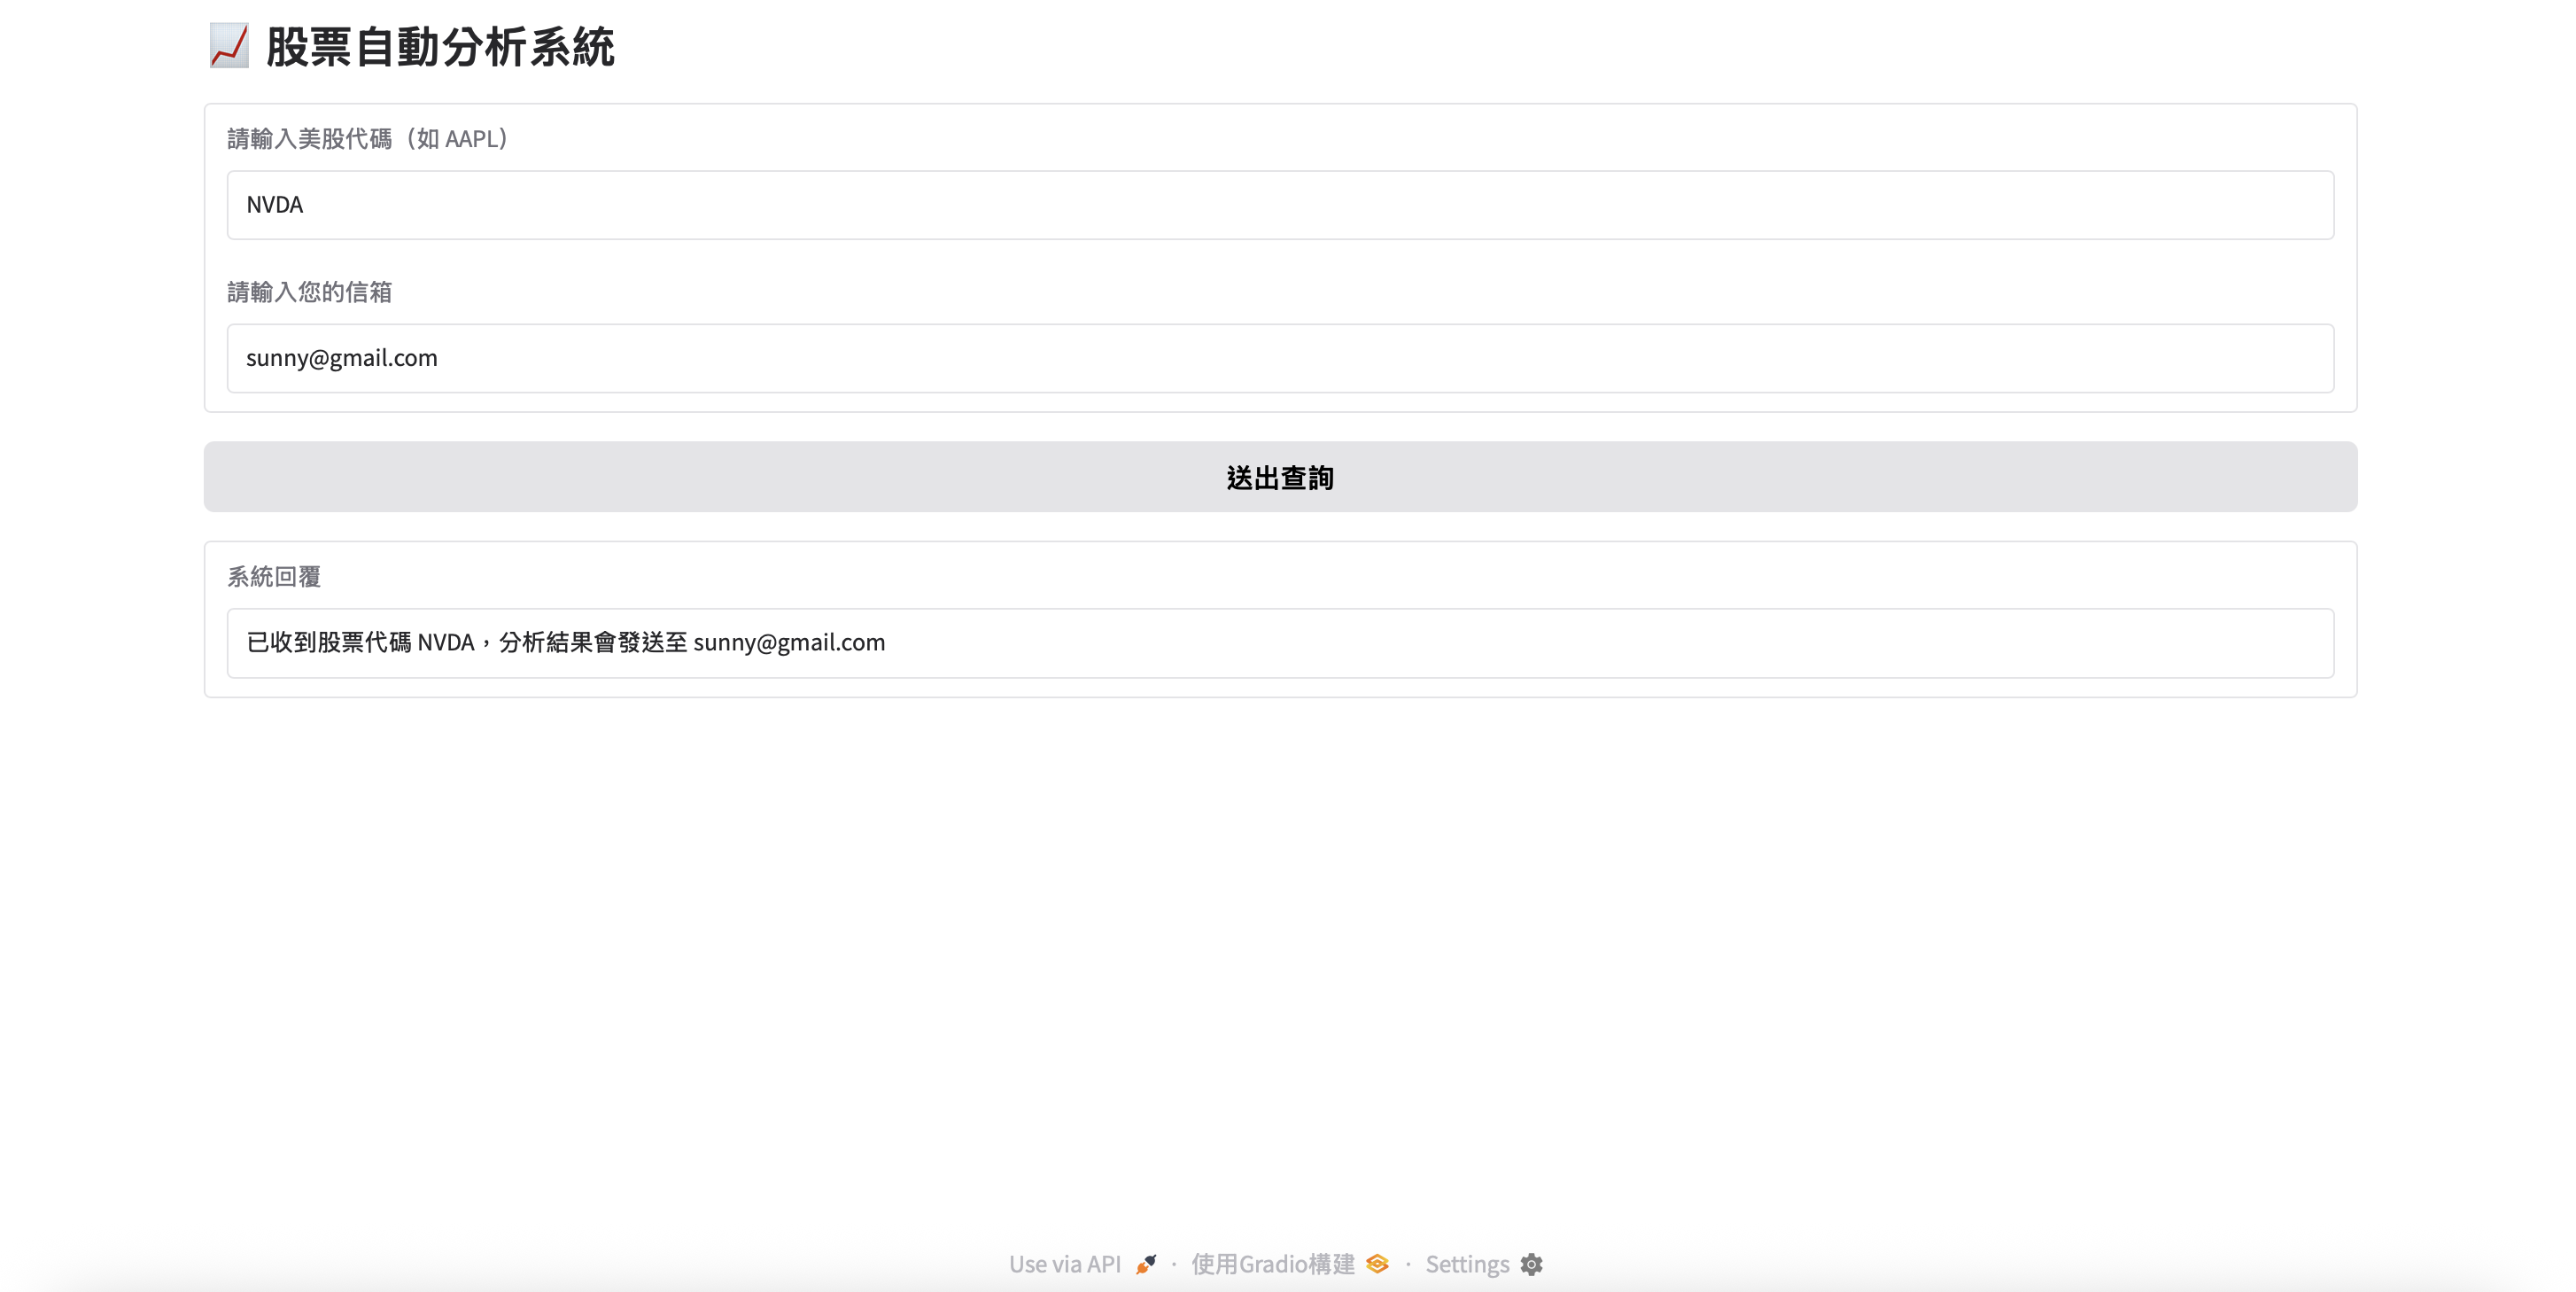 股票自動分析系統
請輸入美股代碼（如 AAPL）
NVDA
請輸入您的信箱
sunny@gmail.com
送出查詢
系統回覆
已收到股票代碼 NVDA，分析結果會發送至 sunny@gmail.com
Use via API · 使用Gradio構建 · Settings